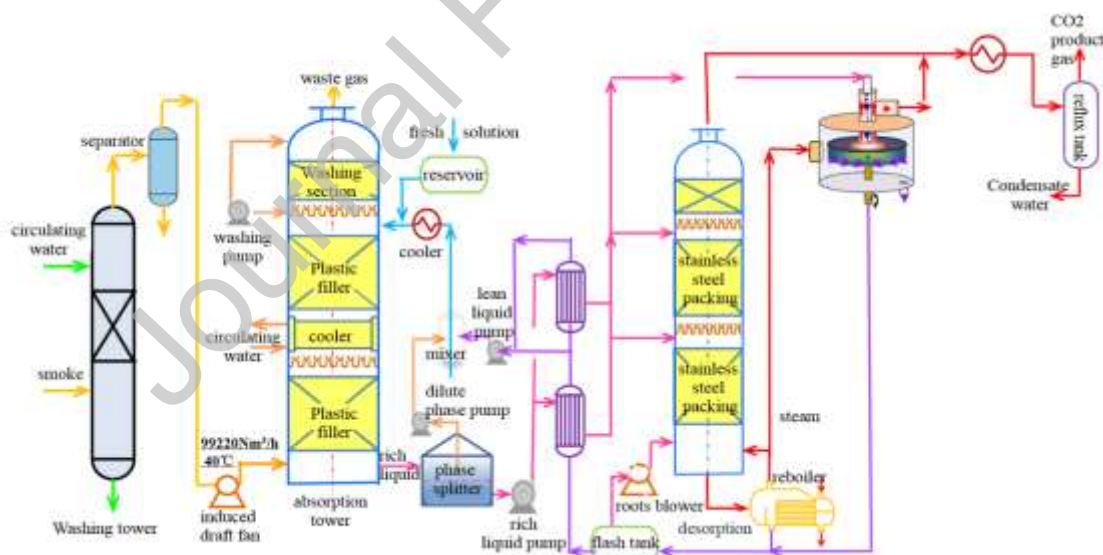 Journal P
CO2
product
gas
reflux tank
Condensate
water
waste gas
separator
fresh solution
reservoir
Washing
section
circulating
water
washing
pump
cooler
Plastic
filler
lean
liquid
pump
stainless
steel
packing
cooler
circulating
water
mixer
smoke
dilute
phase pump
stainless
steel
packing
Plastic
filler
steam
99220Nm³/h
40℃
rich
liquid
phase
splitter
reboiler
induced
draft fan
absorption
tower
Washing tower
rich
liquid pump
roots blower
flash tank
desorption